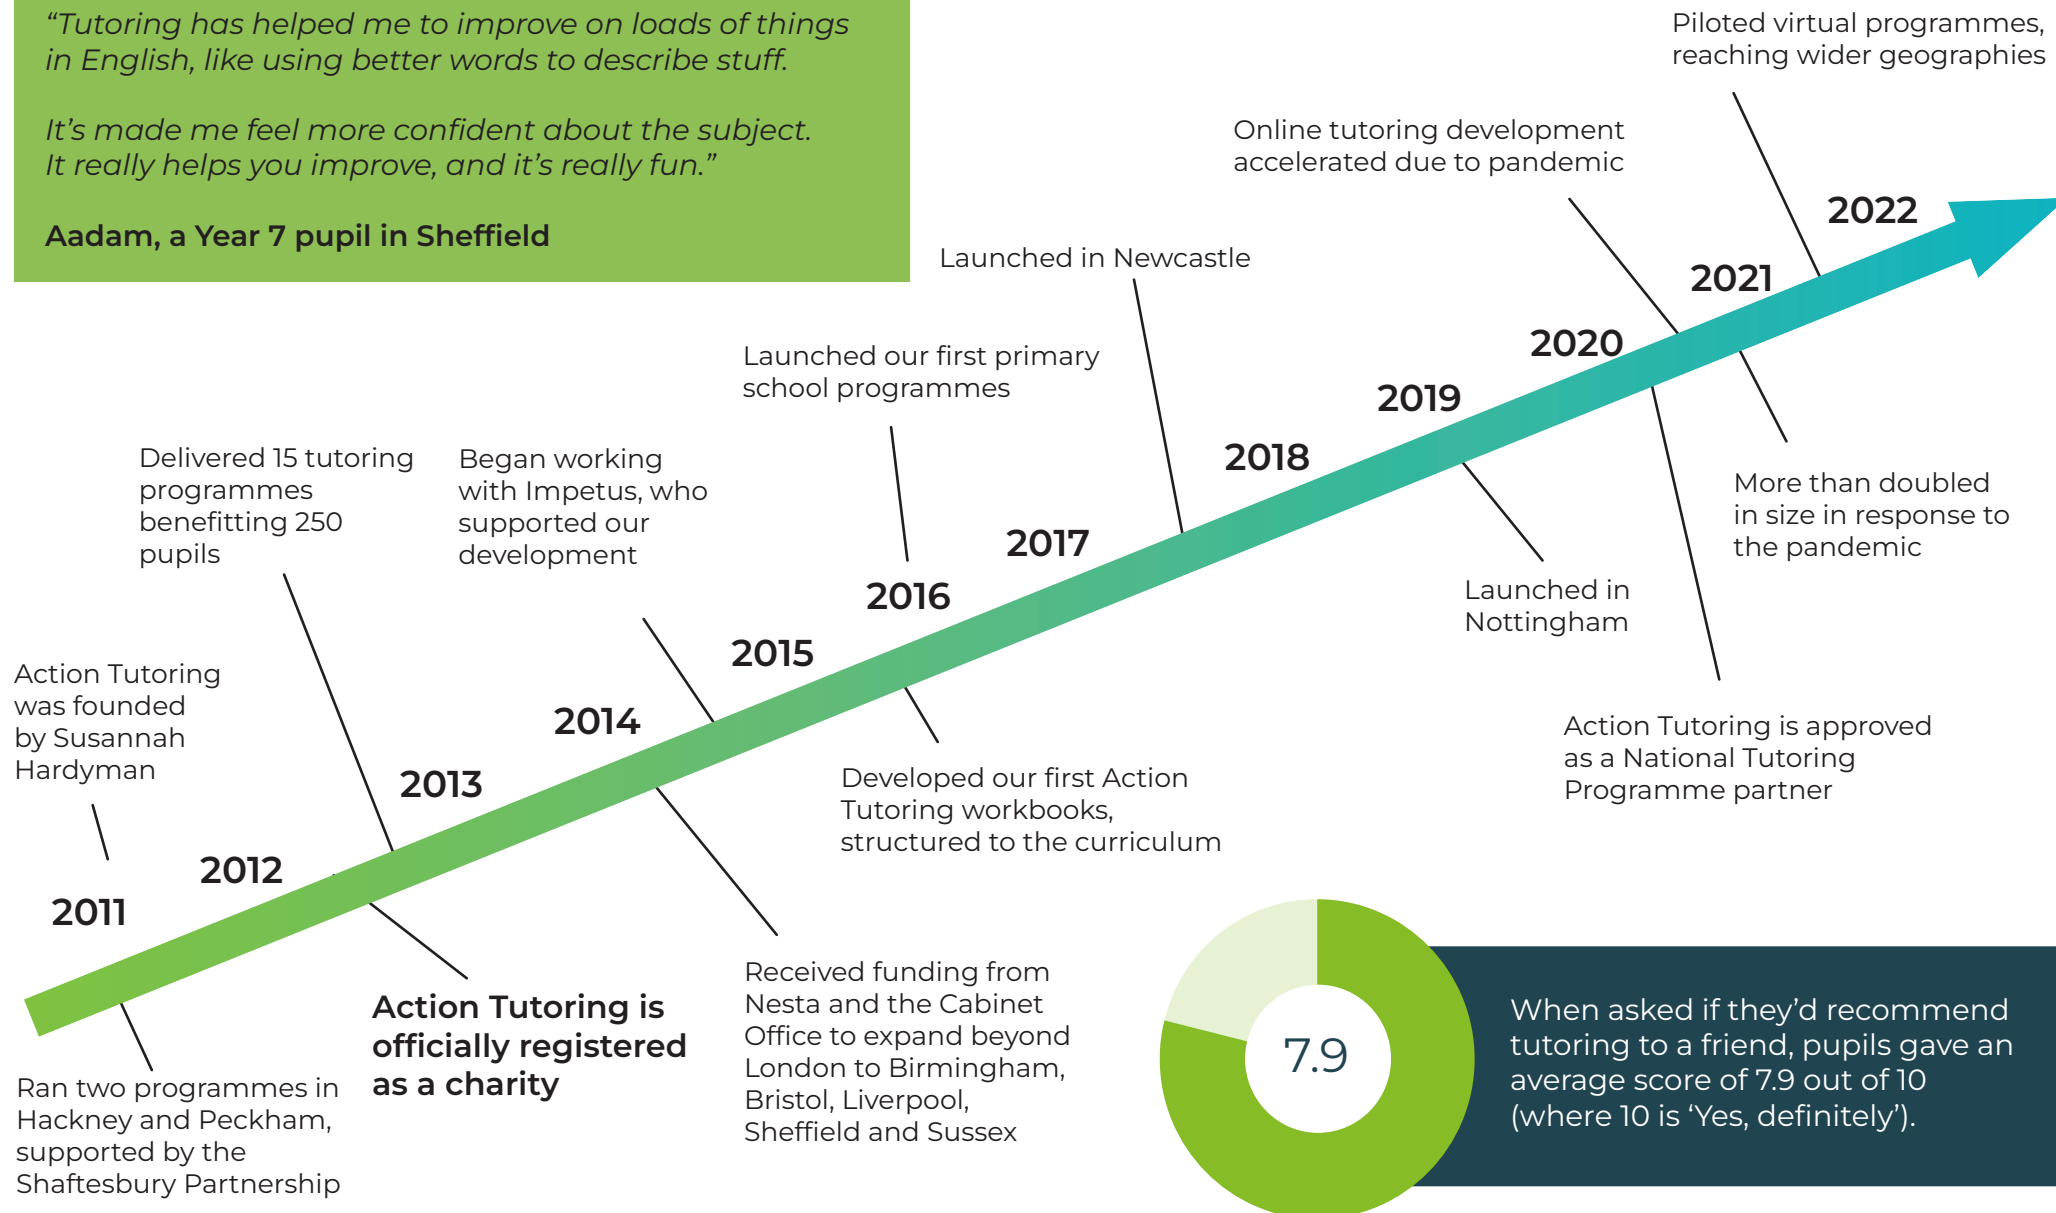 “Tutoring has helped me to improve on loads of things
in English, like using better words to describe stuff.
It’s made me feel more confident about the subject.
It really helps you improve, and it’s really fun.”
Aadam, a Year 7 pupil in Sheffield
Piloted virtual programmes,
reaching wider geographies
Online tutoring development
accelerated due to pandemic
Launched in Newcastle
Launched our first primary
school programmes
Began working
with Impetus, who
supported our
development
Delivered 15 tutoring
programmes
benefitting 250
pupils
Action Tutoring
was founded
by Susannah
Hardyman
2011
2012
2013
2014
2015
2016
2017
2018
2019
2020
2021
2022
Ran two programmes in
Hackney and Peckham,
supported by the
Shaftesbury Partnership
Action Tutoring is
officially registered
as a charity
Received funding from
Nesta and the Cabinet
Office to expand beyond
London to Birmingham,
Bristol, Liverpool,
Sheffield and Sussex
Developed our first Action
Tutoring workbooks,
structured to the curriculum
Launched in
Nottingham
Action Tutoring is approved
as a National Tutoring
Programme partner
More than doubled
in size in response to
the pandemic
7.9
When asked if they’d recommend
tutoring to a friend, pupils gave an
average score of 7.9 out of 10
(where 10 is ‘Yes, definitely’).